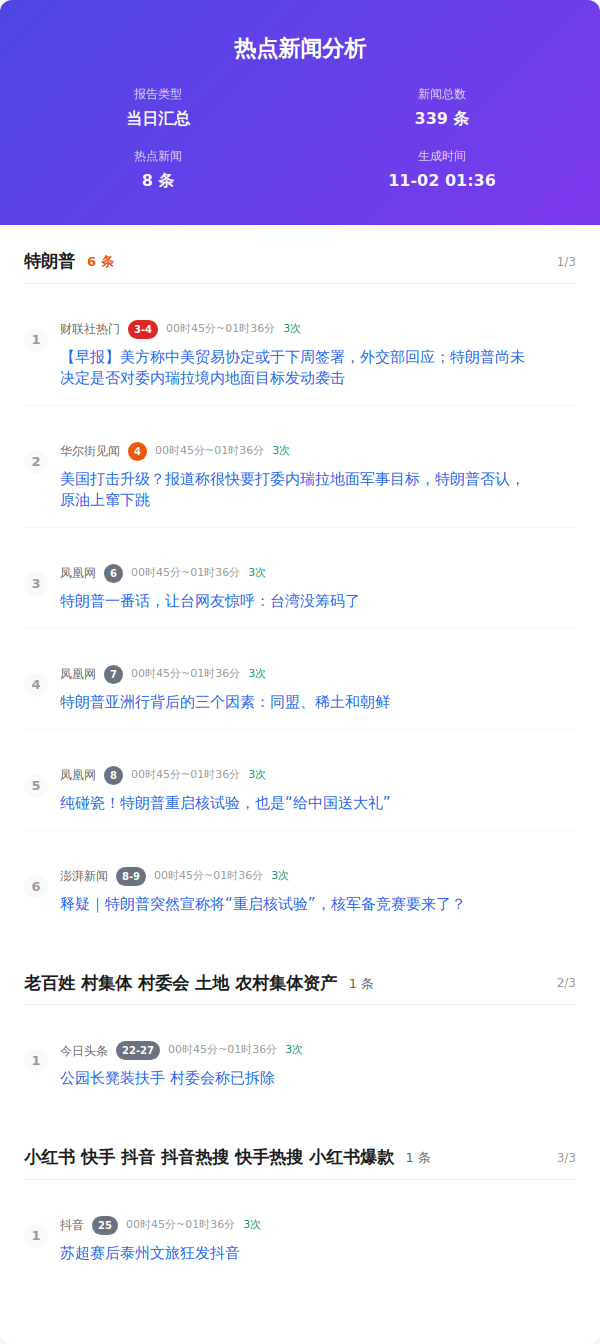 热点新闻分析
报告类型
新闻总数
当日汇总
339 条
热点新闻
生成时间
8 条
11-02 01:36
特朗普 6 条 1/3
财联社热门 3-4 00时45分~01时36分 3次
1
【早报】美方称中美贸易协定或于下周签署，外交部回应；特朗普尚未
决定是否对委内瑞拉境内地面目标发动袭击
华尔街见闻 4 00时45分~01时36分 3次
2
美国打击升级？报道称很快要打委内瑞拉地面军事目标，特朗普否认，
原油上窜下跳
凤凰网 6 00时45分~01时36分 3次
3
特朗普一番话，让台网友惊呼：台湾没筹码了
凤凰网 7 00时45分~01时36分 3次
4
特朗普亚洲行背后的三个因素：同盟、稀土和朝鲜
凤凰网 8 00时45分~01时36分 3次
5
纯碰瓷！特朗普重启核试验，也是“给中国送大礼”
澎湃新闻 8-9 00时45分~01时36分 3次
6
释疑｜特朗普突然宣称将“重启核试验”，核军备竞赛要来了？
老百姓 村集体 村委会 土地 农村集体资产 1 条 2/3
今日头条 22-27 00时45分~01时36分 3次
1
公园长凳装扶手 村委会称已拆除
小红书 快手 抖音 抖音热搜 快手热搜 小红书爆款 1 条 3/3
抖音 25 00时45分~01时36分 3次
1
苏超赛后泰州文旅狂发抖音